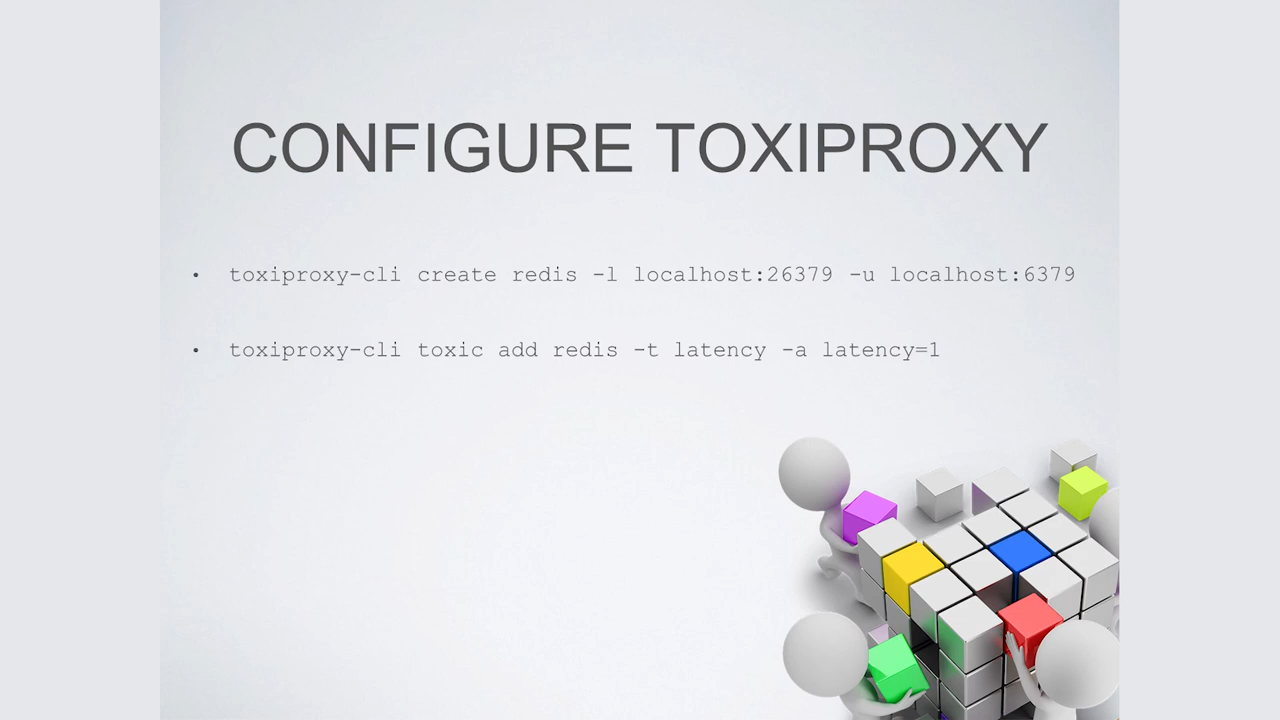 CONFIGURE TOXIPROXY
• toxiproxy-cli create redis -l localhost:26379 -u localhost:6379
• toxiproxy-cli toxic add redis -t latency -a latency=1